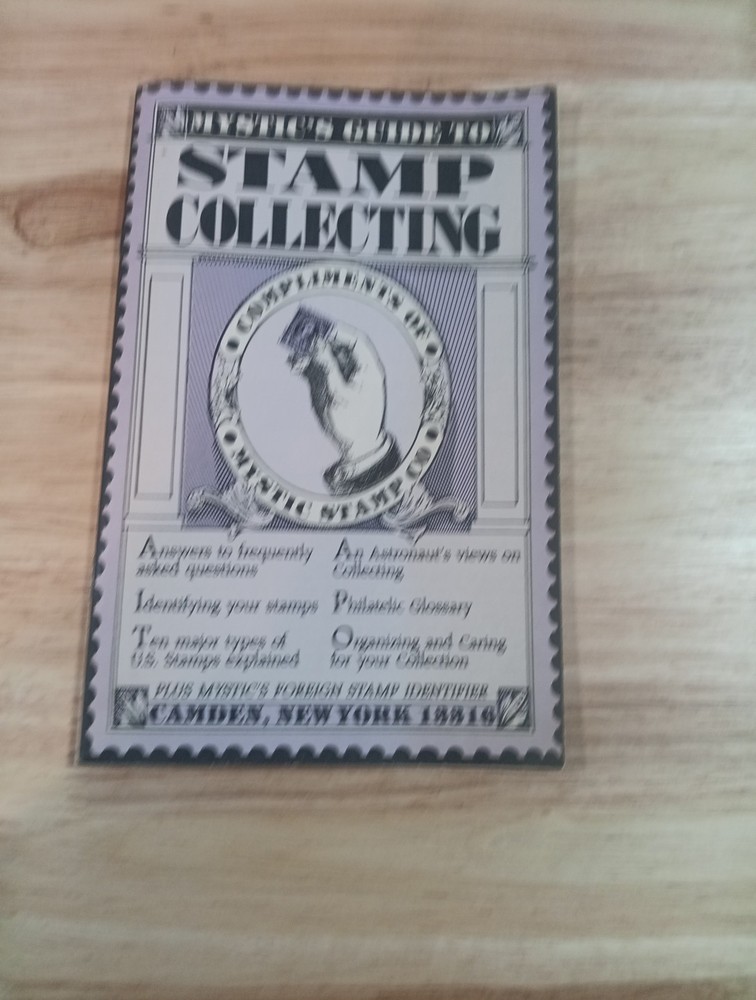 MYSTIC'S GUIDE TO
STAMP
COLLECTING
COMPLIMENTS OF
MYSTIC STAMP CO
Answers to frequently
asked questions
Identifying your stamps
Ten major types of
U.S. Stamps explained
An Astronaut's views on
Collecting
Philatelic Glossary
Organizing and Caring
for your Collection
PLUS MYSTIC'S FOREIGN STAMP IDENTIFIER
CAMDEN, NEW YORK 13316